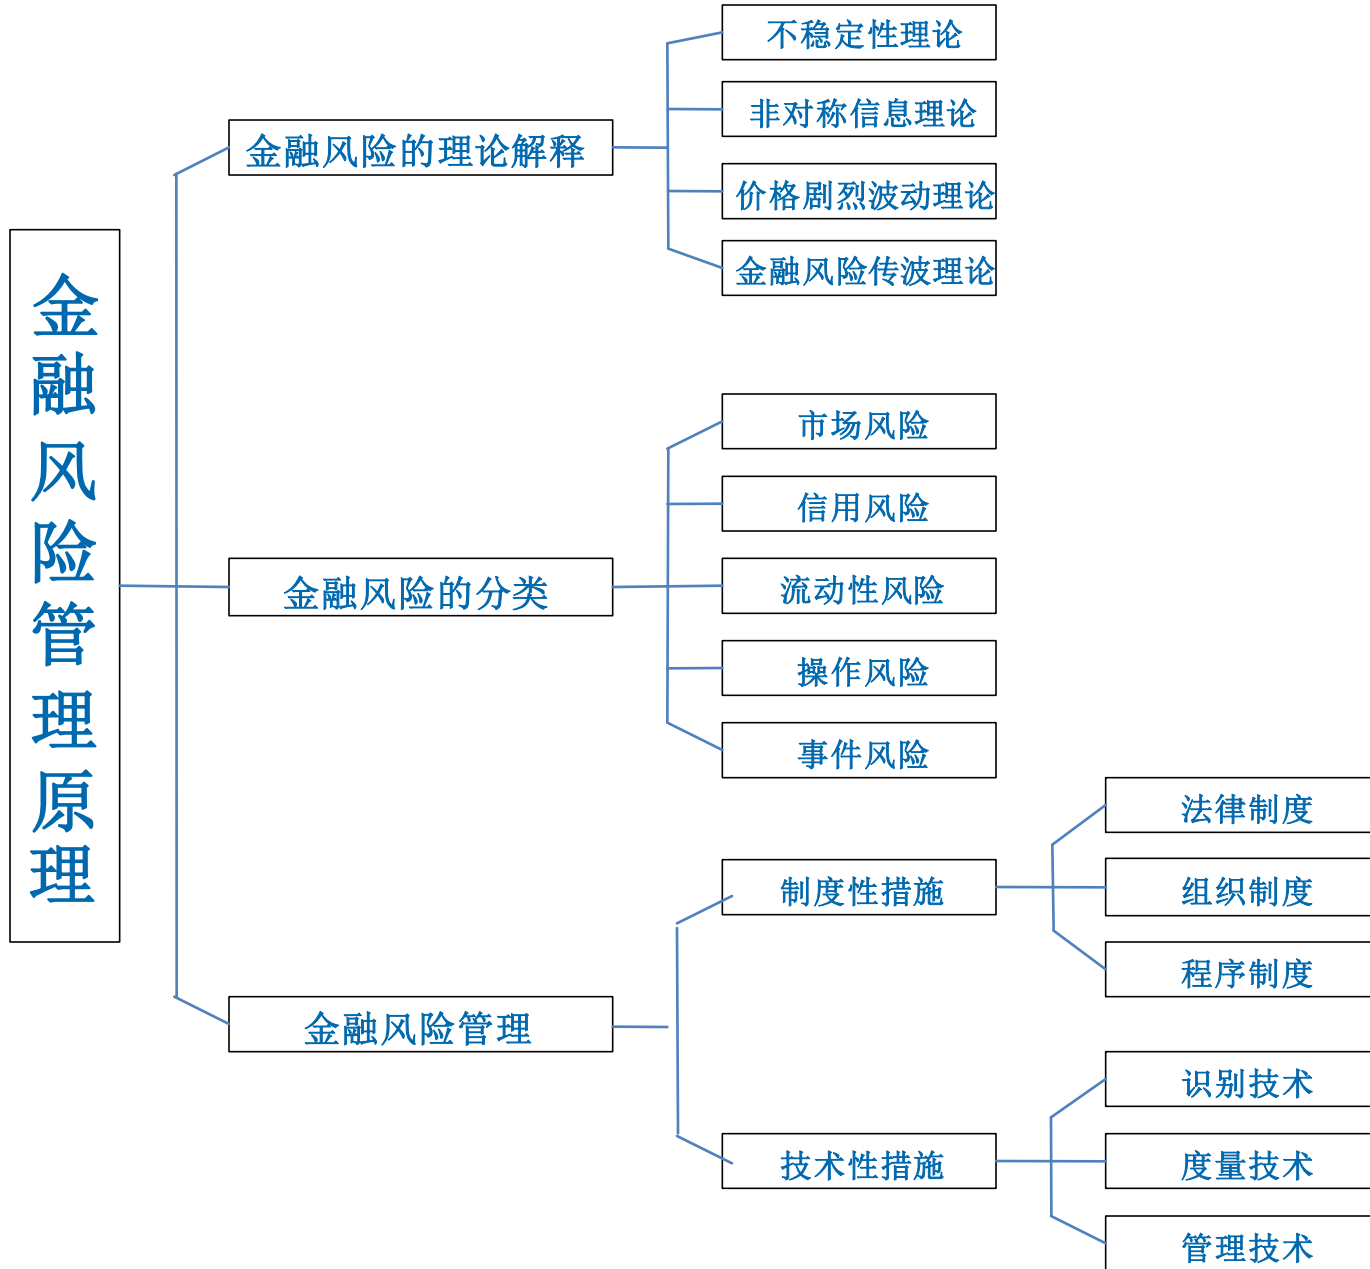 金融风险管理原理
金融风险的理论解释
不稳定性理论
非对称信息理论
价格剧烈波动理论
金融风险传波理论
金融风险的分类
市场风险
信用风险
流动性风险
操作风险
事件风险
金融风险管理
制度性措施
法律制度
组织制度
程序制度
技术性措施
识别技术
度量技术
管理技术